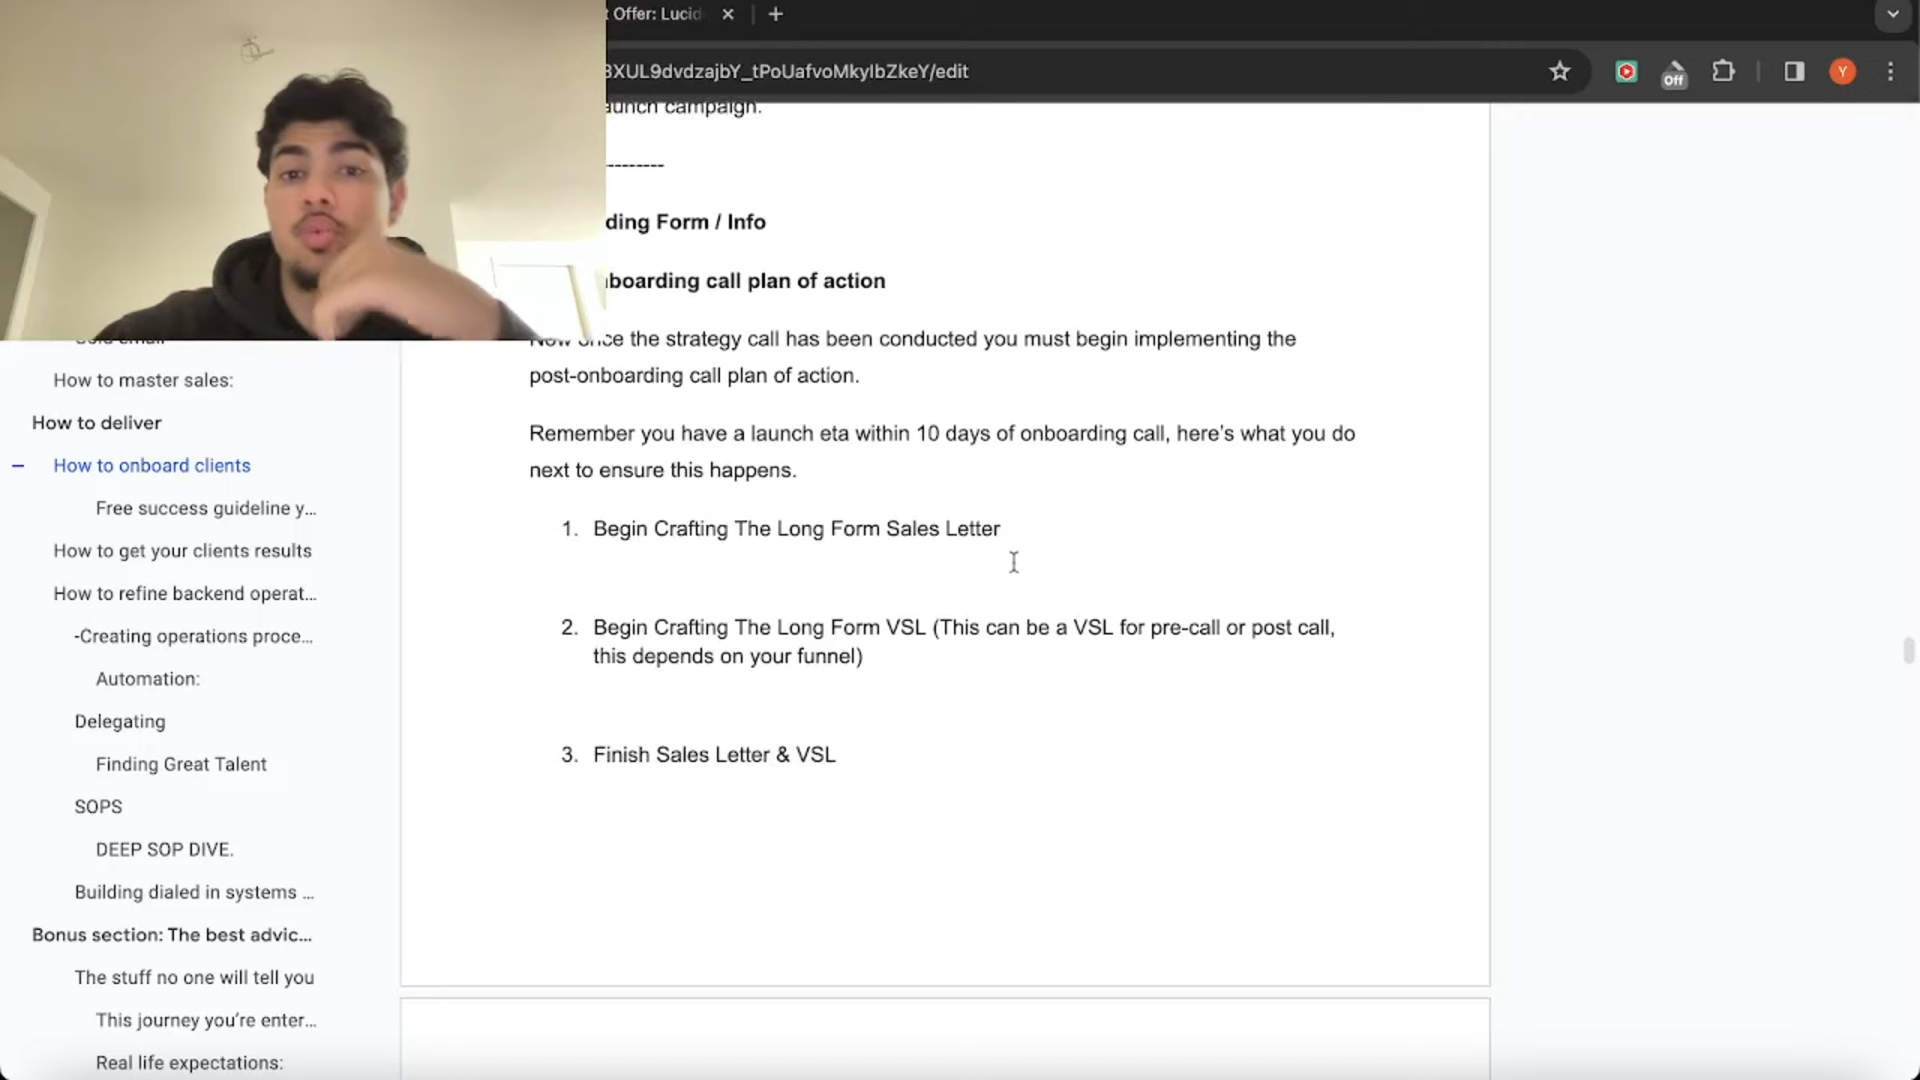 t Offer: Lucid
3XUL9dvdzajbY_tPoUafvoMkyIbZkeY/edit
Off
Y
aunch campaign.
---------
ding Form / Info
boarding call plan of action
Now once the strategy call has been conducted you must begin implementing the
post-onboarding call plan of action.
Remember you have a launch eta within 10 days of onboarding call, here's what you do
next to ensure this happens.
1. Begin Crafting The Long Form Sales Letter
2. Begin Crafting The Long Form VSL (This can be a VSL for pre-call or post call,
this depends on your funnel)
3. Finish Sales Letter & VSL
Cold email
How to master sales:
How to deliver
How to onboard clients
Free success guideline y...
How to get your clients results
How to refine backend operat...
-Creating operations proce...
Automation:
Delegating
Finding Great Talent
SOPS
DEEP SOP DIVE.
Building dialed in systems ...
Bonus section: The best advic...
The stuff no one will tell you
This journey you're enter...
Real life expectations: